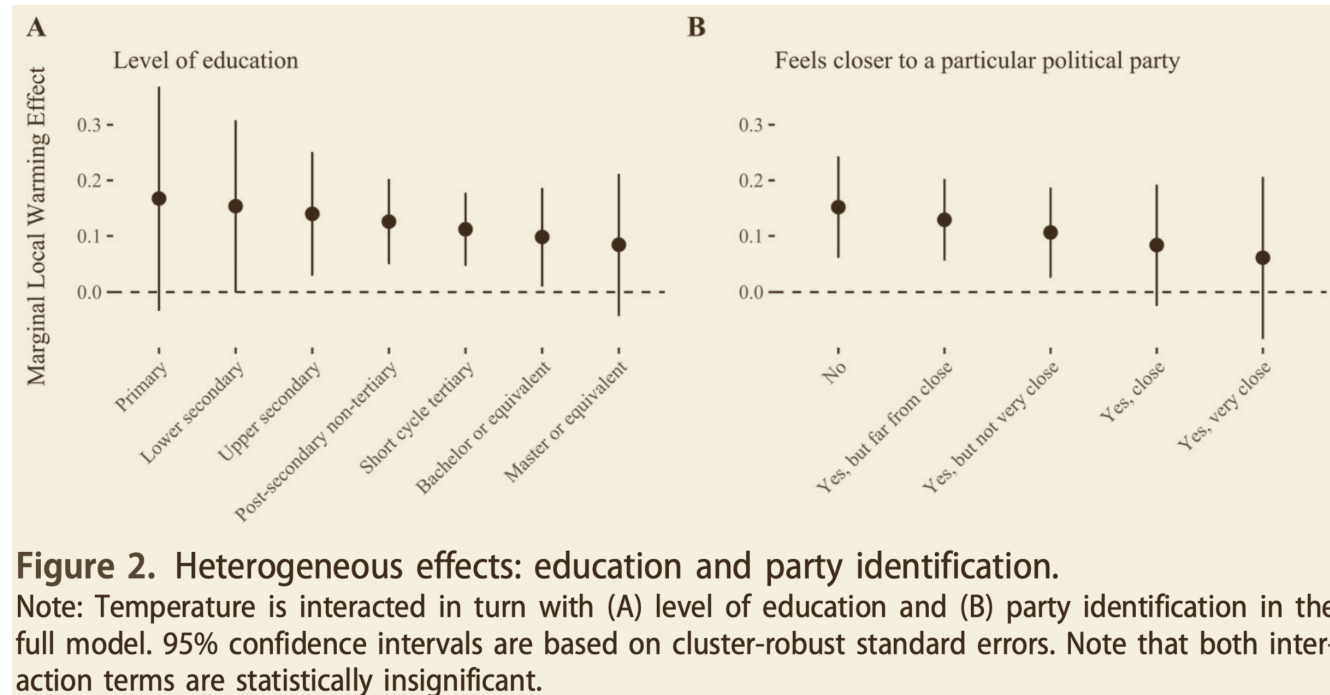 A
B
Level of education
Feels closer to a particular political party
Marginal Local Warming Effect
0.3
0.2
0.1
0.0
Primary
Lower secondary
Upper secondary
Post-secondary non-tertiary
Short cycle tertiary
Bachelor or equivalent
Master or equivalent
0.3
0.2
0.1
0.0
No
Yes, but far from close
Yes, but not very close
Yes, close
Yes, very close
Figure 2. Heterogeneous effects: education and party identification.
Note: Temperature is interacted in turn with (A) level of education and (B) party identification in the
full model. 95% confidence intervals are based on cluster-robust standard errors. Note that both inter-
action terms are statistically insignificant.